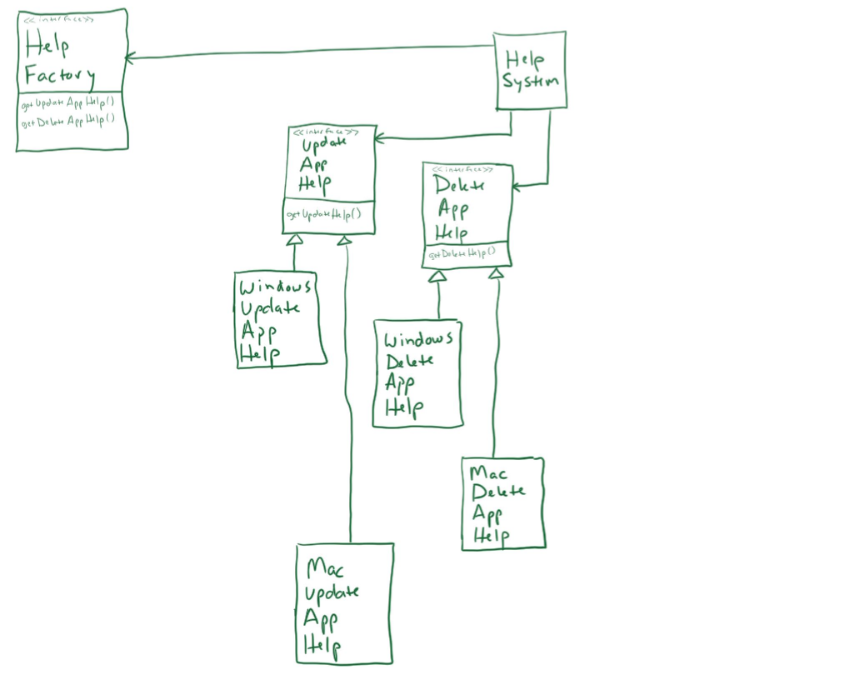 <<interface>>
Help
Factory
getUpdateAppHelp()
getDeleteAppHelp()
Help
System
<<interface>>
Update
App
Help
getUpdateHelp()
<<interface>>
Delete
App
Help
getDeleteHelp()
Windows
Update
App
Help
Windows
Delete
App
Help
Mac
Delete
App
Help
Mac
Update
App
Help